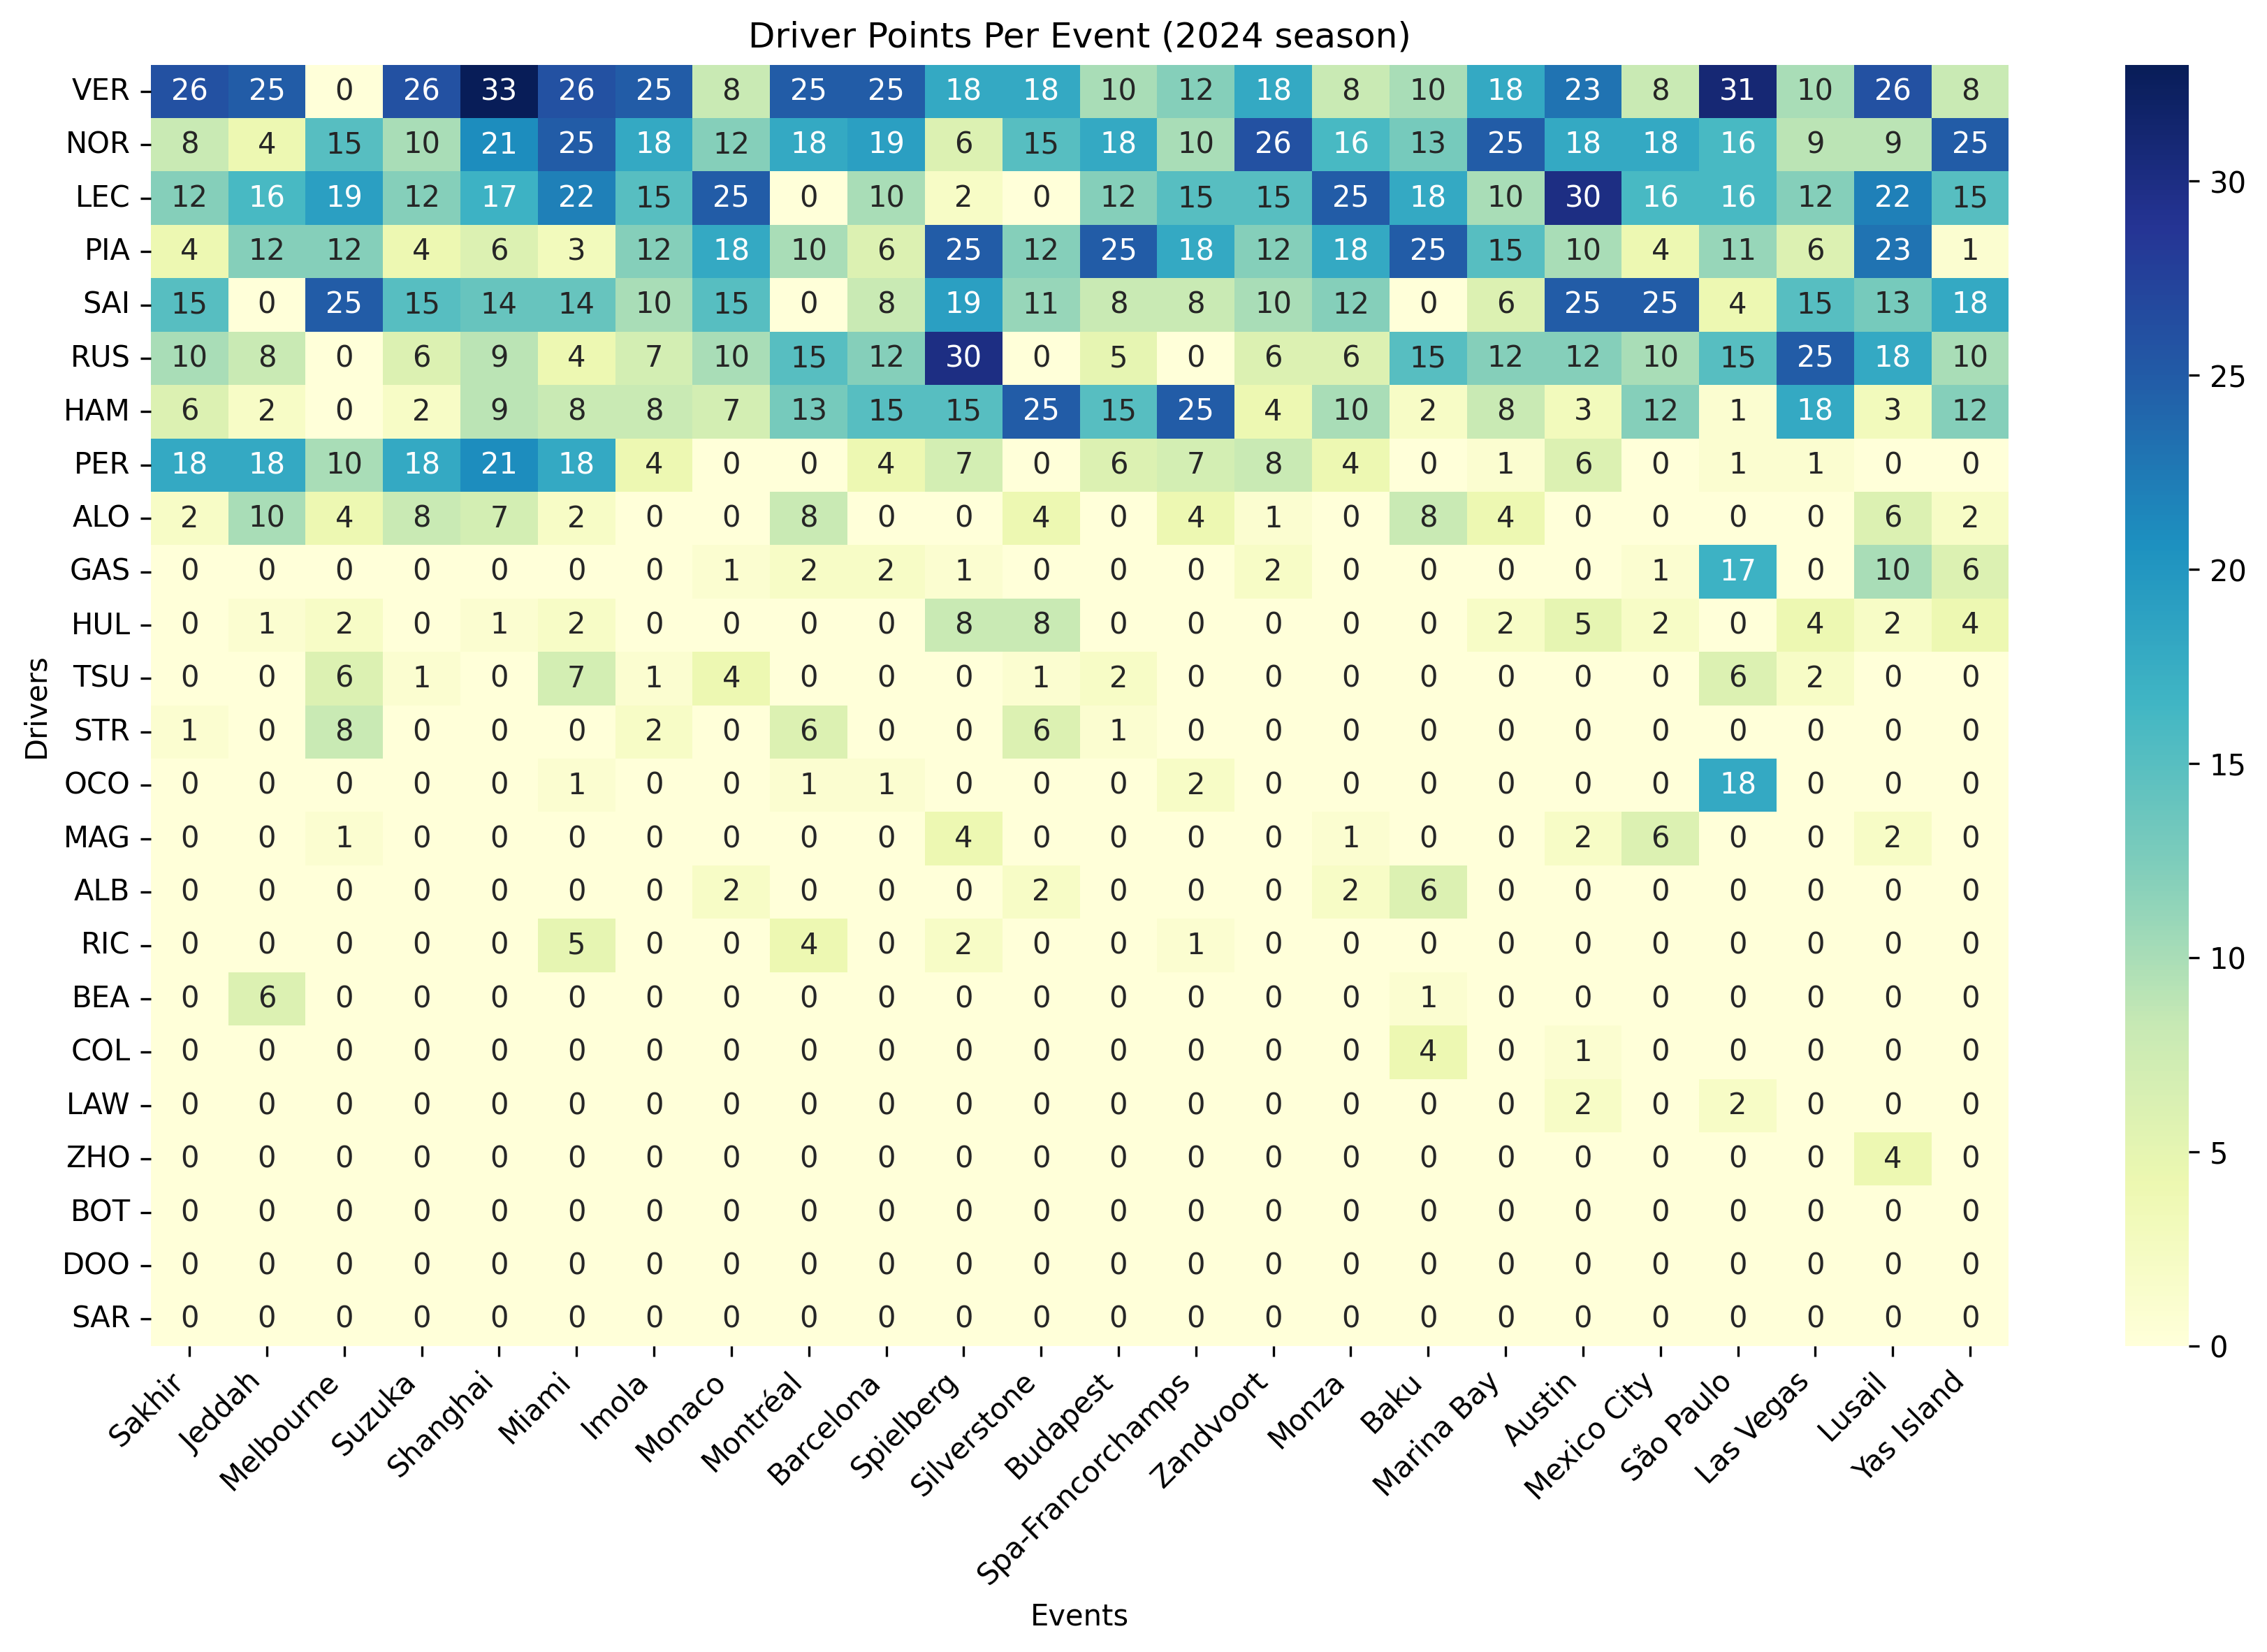 Driver Points Per Event (2024 season)
VER 26 25 0 26 33 26 25 8 25 25 18 18 10 12 18 8 10 18 23 8 31 10 26 8
NOR 8 4 15 10 21 25 18 12 18 19 6 15 18 10 26 16 13 25 18 18 16 9 9 25
LEC 12 16 19 12 17 22 15 25 0 10 2 0 12 15 15 25 18 10 30 16 16 12 22 15
PIA 4 12 12 4 6 3 12 18 10 6 25 12 25 18 12 18 25 15 10 4 11 6 23 1
SAI 15 0 25 15 14 14 10 15 0 8 19 11 8 8 10 12 0 6 25 25 4 15 13 18
RUS 10 8 0 6 9 4 7 10 15 12 30 0 5 0 6 6 15 12 12 10 15 25 18 10
HAM 6 2 0 2 9 8 8 7 13 15 15 25 15 25 4 10 2 8 3 12 1 18 3 12
PER 18 18 10 18 21 18 4 0 0 4 7 0 6 7 8 4 0 1 6 0 1 1 0 0
ALO 2 10 4 8 7 2 0 0 8 0 0 4 0 4 1 0 8 4 0 0 0 0 6 2
GAS 0 0 0 0 0 0 0 1 2 2 1 0 0 0 2 0 0 0 0 1 17 0 10 6
HUL 0 1 2 0 1 2 0 0 0 0 8 8 0 0 0 0 0 2 5 2 0 4 2 4
TSU 0 0 6 1 0 7 1 4 0 0 0 1 2 0 0 0 0 0 0 0 6 2 0 0
STR 1 0 8 0 0 0 2 0 6 0 0 6 1 0 0 0 0 0 0 0 0 0 0 0
OCO 0 0 0 0 0 1 0 0 1 1 0 0 0 2 0 0 0 0 0 0 18 0 0 0
MAG 0 0 1 0 0 0 0 0 0 0 4 0 0 0 0 1 0 0 2 6 0 0 2 0
ALB 0 0 0 0 0 0 0 2 0 0 0 2 0 0 0 2 6 0 0 0 0 0 0 0
RIC 0 0 0 0 0 5 0 0 4 0 2 0 0 1 0 0 0 0 0 0 0 0 0 0
BEA 0 6 0 0 0 0 0 0 0 0 0 0 0 0 0 0 1 0 0 0 0 0 0 0
COL 0 0 0 0 0 0 0 0 0 0 0 0 0 0 0 0 4 0 1 0 0 0 0 0
LAW 0 0 0 0 0 0 0 0 0 0 0 0 0 0 0 0 0 0 2 0 2 0 0 0
ZHO 0 0 0 0 0 0 0 0 0 0 0 0 0 0 0 0 0 0 0 0 0 0 4 0
BOT 0 0 0 0 0 0 0 0 0 0 0 0 0 0 0 0 0 0 0 0 0 0 0 0
DOO 0 0 0 0 0 0 0 0 0 0 0 0 0 0 0 0 0 0 0 0 0 0 0 0
SAR 0 0 0 0 0 0 0 0 0 0 0 0 0 0 0 0 0 0 0 0 0 0 0 0
Drivers
Sakhir
Jeddah
Melbourne
Suzuka
Shanghai
Miami
Imola
Monaco
Montréal
Barcelona
Spielberg
Silverstone
Budapest
Spa-Francorchamps
Zandvoort
Monza
Baku
Marina Bay
Austin
Mexico City
São Paulo
Las Vegas
Lusail
Yas Island
Events
30
25
20
15
10
5
0